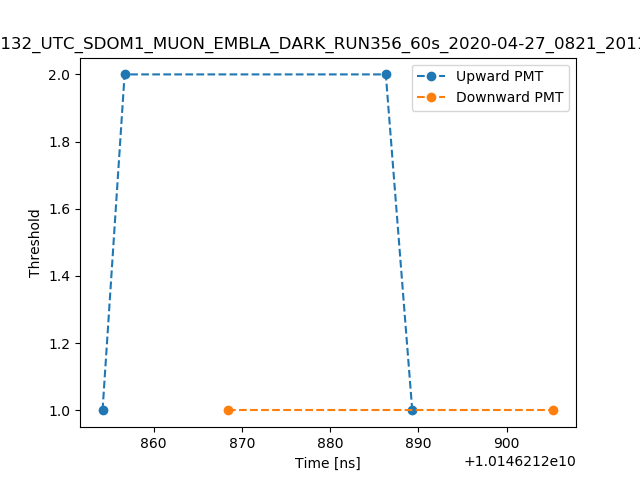 132_UTC_SDOM1_MUON_EMBLA_DARK_RUN356_60s_2020-04-27_0821_2011
Upward PMT
Downward PMT
2.0
1.8
1.6
1.4
1.2
1.0
Threshold
860
870
880
890
900
Time [ns]
+1.0146212e10